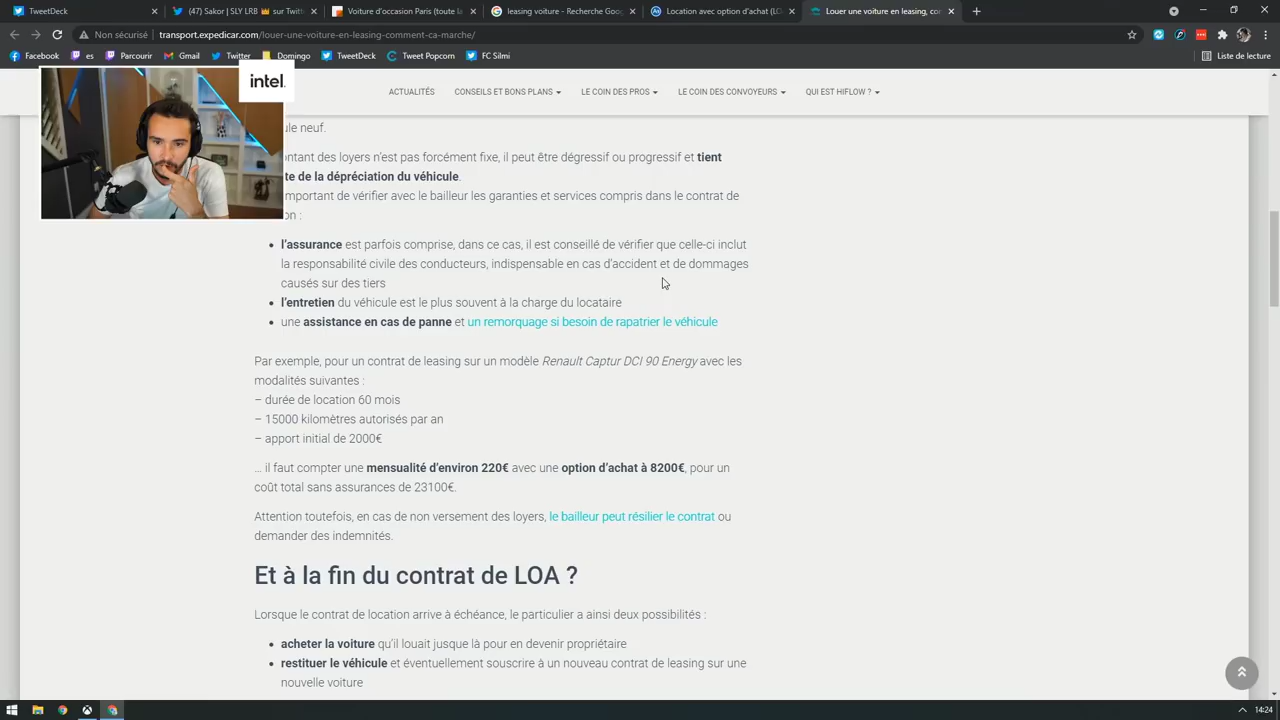 TweetDeck
(47) Sakor | SLY LRB
Voiture d'occasion Paris (toute la
leasing voiture - Recherche Goog
Location avec option d'achat (LO
Louer une voiture en leasing, co
Non sécurisé
transport.expedicar.com/louer-une-voiture-en-leasing-comment-ca-marche/
Facebook
es
Parcourir
Gmail
Twitter
Domingo
TweetDeck
Tweet Popcorn
FC Silmi
Liste de lecture
intel.
ACTUALITÉS
CONSEILS ET BONS PLANS
LE COIN DES PROS
LE COIN DES CONVOYEURS
QUI EST HIFLOW ?
ule neuf.
ontant des loyers n'est pas forcément fixe, il peut être dégressif ou progressif et tient
te de la dépréciation du véhicule.
mportant de vérifier avec le bailleur les garanties et services compris dans le contrat de
on :
• l'assurance est parfois comprise, dans ce cas, il est conseillé de vérifier que celle-ci inclut
la responsabilité civile des conducteurs, indispensable en cas d'accident et de dommages
causés sur des tiers
• l'entretien du véhicule est le plus souvent à la charge du locataire
• une assistance en cas de panne et un remorquage si besoin de rapatrier le véhicule
Par exemple, pour un contrat de leasing sur un modèle Renault Captur DCI 90 Energy avec les
modalités suivantes :
– durée de location 60 mois
– 15000 kilomètres autorisés par an
– apport initial de 2000€
… il faut compter une mensualité d'environ 220€ avec une option d'achat à 8200€, pour un
coût total sans assurances de 23100€.
Attention toutefois, en cas de non versement des loyers, le bailleur peut résilier le contrat ou
demander des indemnités.
Et à la fin du contrat de LOA ?
Lorsque le contrat de location arrive à échéance, le particulier a ainsi deux possibilités :
• acheter la voiture qu'il louait jusque là pour en devenir propriétaire
• restituer le véhicule et éventuellement souscrire à un nouveau contrat de leasing sur une
nouvelle voiture
14:24